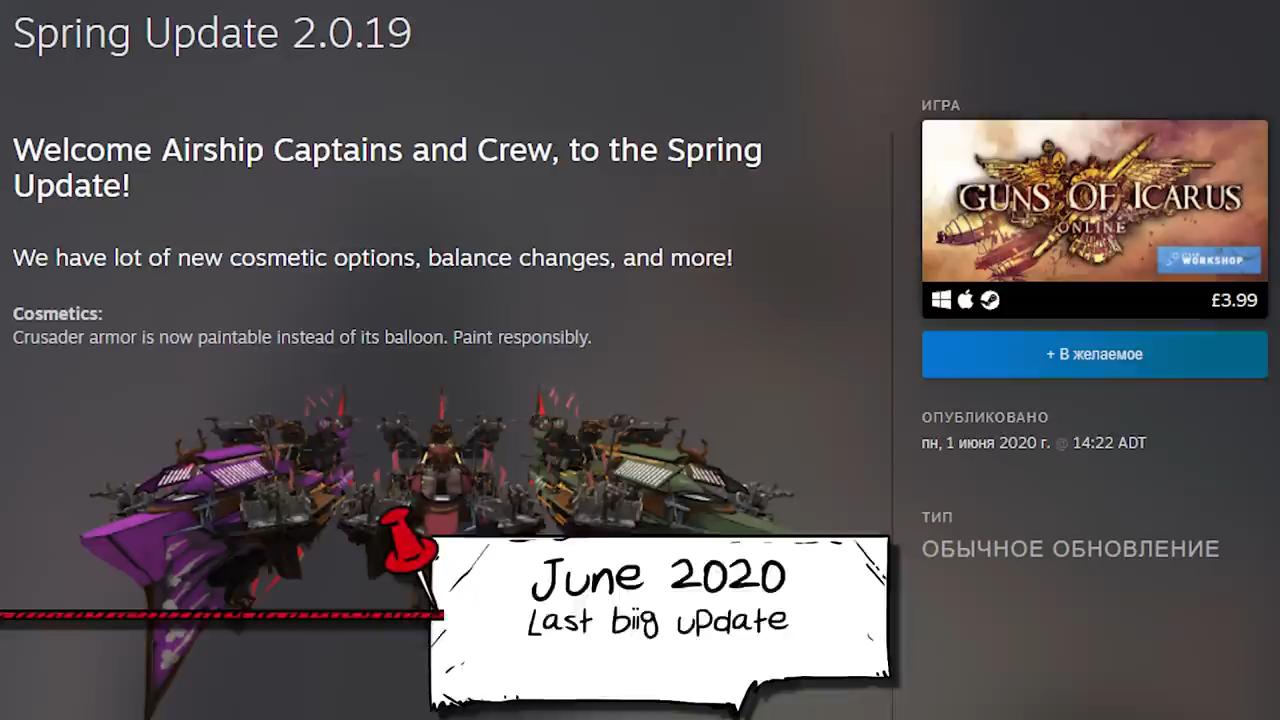 Spring Update 2.0.19
Welcome Airship Captains and Crew, to the Spring
Update!
We have lot of new cosmetic options, balance changes, and more!
Cosmetics:
Crusader armor is now paintable instead of its balloon. Paint responsibly.
ИГРА
GUNS OF ICARUS
ONLINE
STEAM
WORKSHOP
£3.99
+ В желаемое
ОПУБЛИКОВАНО
пн, 1 июня 2020 г. @ 14:22 ADT
ТИП
ОБЫЧНОЕ ОБНОВЛЕНИЕ
June 2020
Last biig update